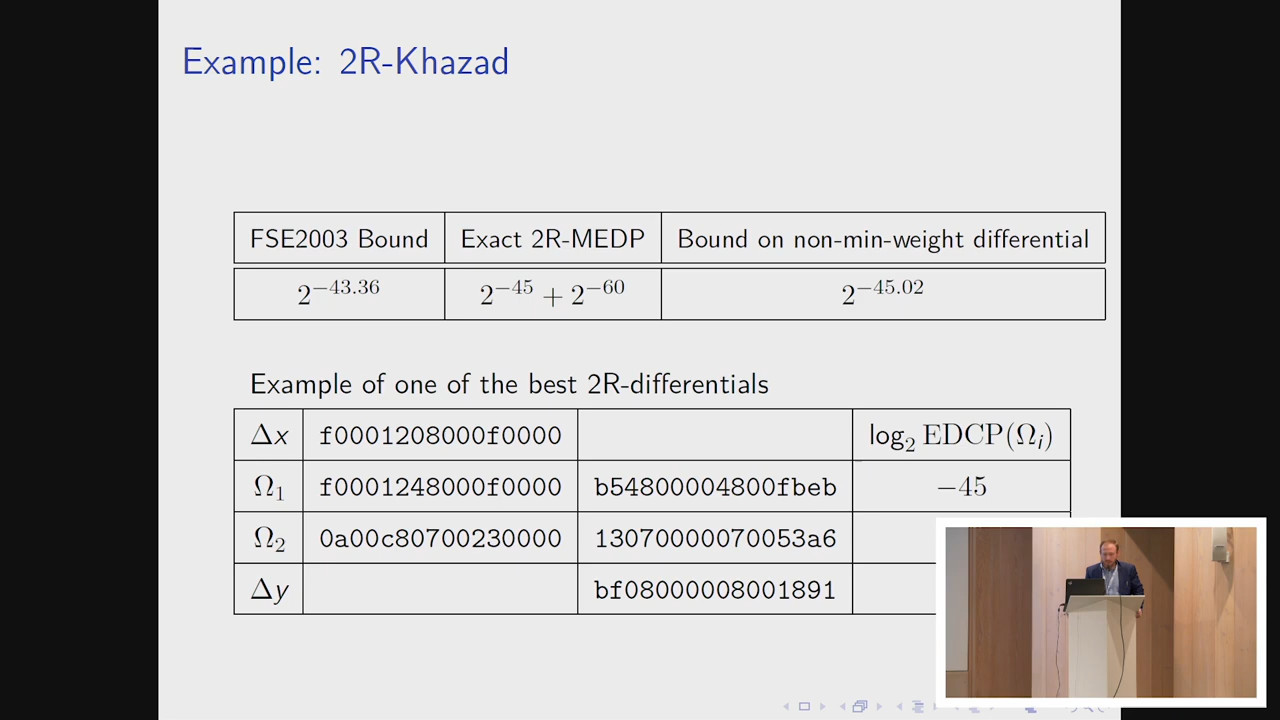 Example: 2R-Khazad
FSE2003 Bound Exact 2R-MEDP Bound on non-min-weight differential
2^{−43.36} 2^{−45} + 2^{−60} 2^{−45.02}
Example of one of the best 2R-differentials
Δx f0001208000f0000 log₂ EDCP(Ω_i)
Ω₁ f0001248000f0000 b54800004800fbeb −45
Ω₂ 0a00c80700230000 13070000070053a6
Δy bf08000008001891